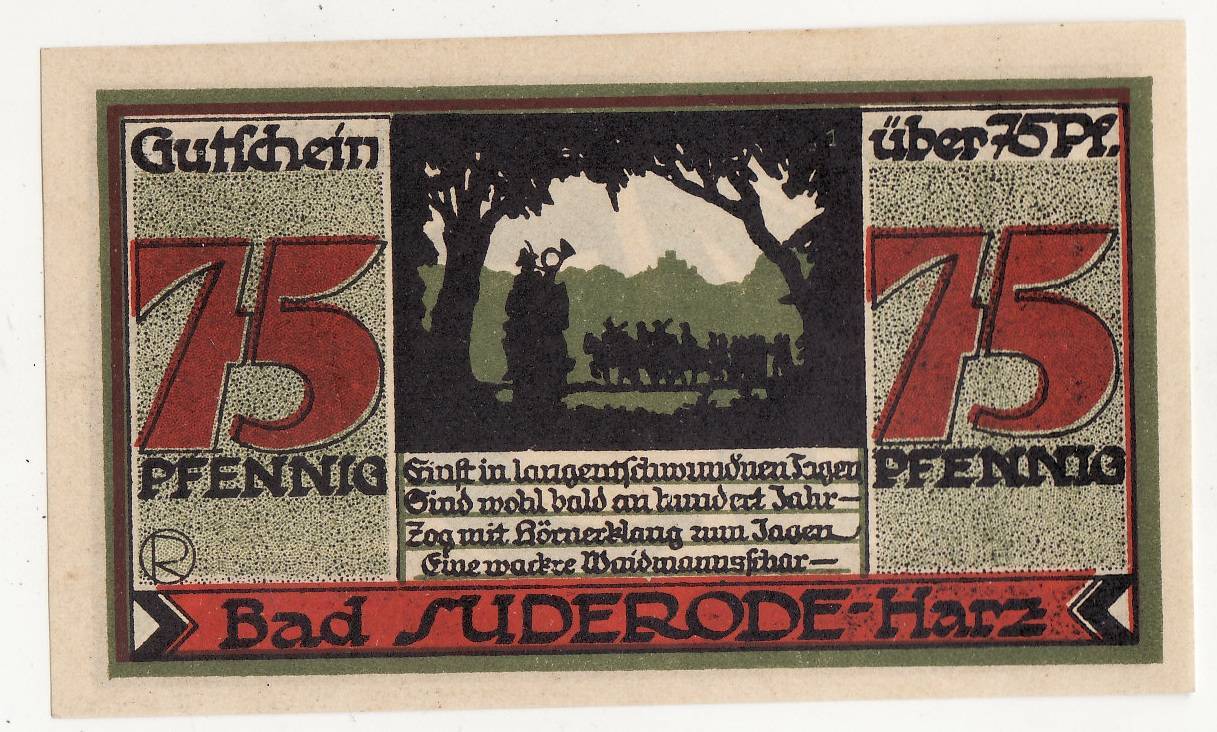 Gutschein
über 75 Pf.
75
75
PFENNIG
PFENNIG
Einst in langentschwundnen Tagen
Sind wohl bald an hundert Jahr—
Zog mit Hörnerklang zum Jagen
Eine wackre Waidmannsschar—
R
Bad SUDERODE-Harz